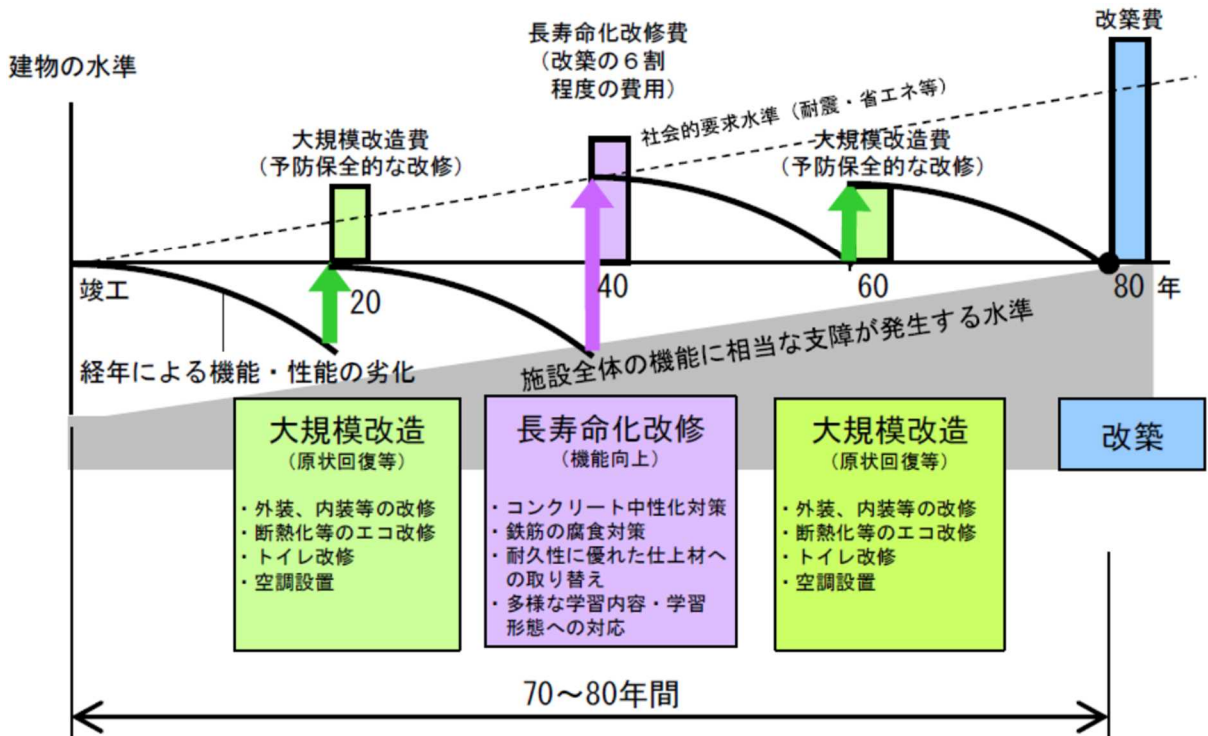 改築費
長寿命化改修費
（改築の６割
程度の費用）
建物の水準
社会的要求水準（耐震・省エネ等）
大規模改造費
（予防保全的な改修）
大規模改造費
（予防保全的な改修）
竣工
20
40
60
80 年
経年による機能・性能の劣化
施設全体の機能に相当な支障が発生する水準
大規模改造
（原状回復等）
・外装、内装等の改修
・断熱化等のエコ改修
・トイレ改修
・空調設置
長寿命化改修
（機能向上）
・コンクリート中性化対策
・鉄筋の腐食対策
・耐久性に優れた仕上材へ
の取り替え
・多様な学習内容・学習
形態への対応
大規模改造
（原状回復等）
・外装、内装等の改修
・断熱化等のエコ改修
・トイレ改修
・空調設置
改築
70～80年間